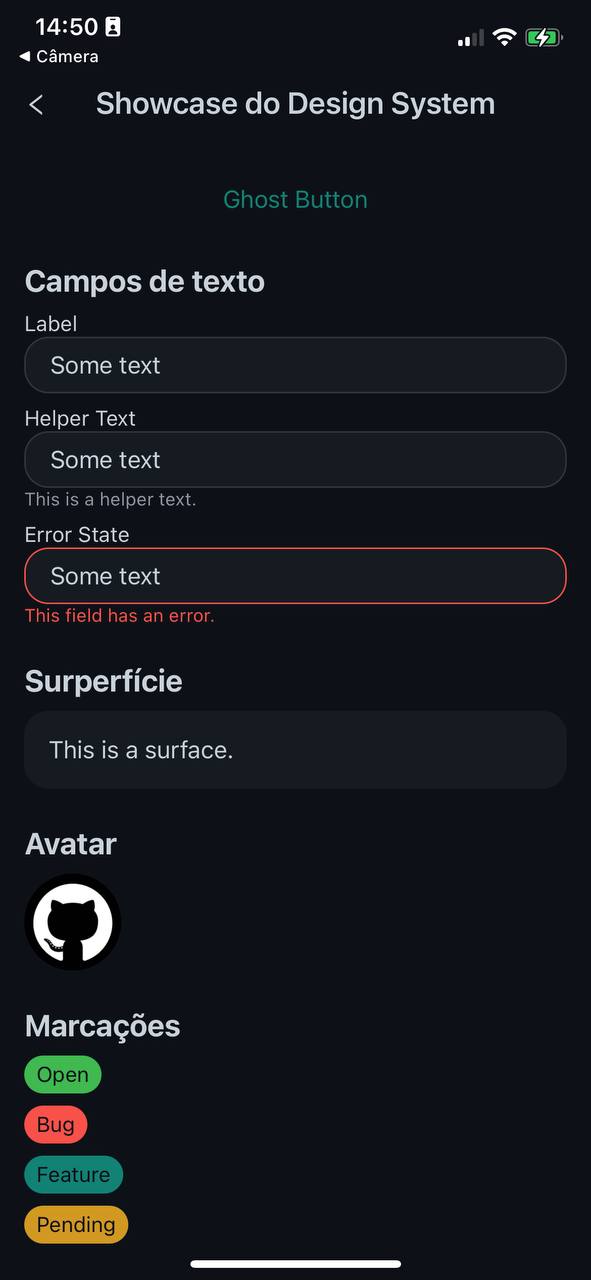 14:50
◀ Câmera
Showcase do Design System
Ghost Button
Campos de texto
Label
Some text
Helper Text
Some text
This is a helper text.
Error State
Some text
This field has an error.
Surperfície
This is a surface.
Avatar
Marcações
Open
Bug
Feature
Pending